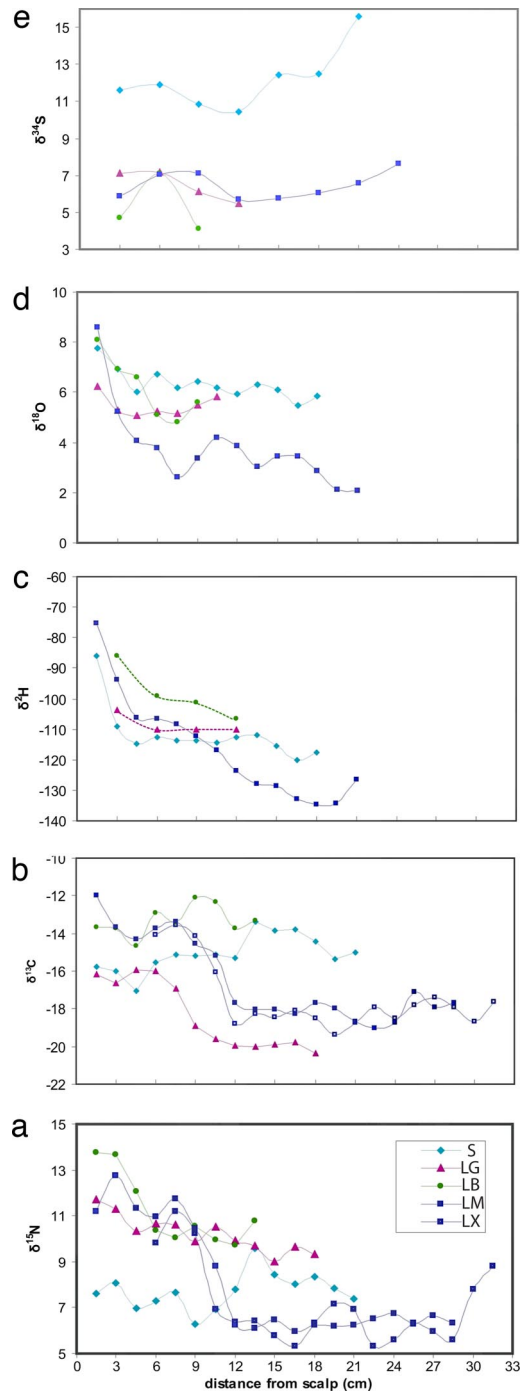 e
15
13
11
9
7
5
3
δ³⁴S
d
10
8
6
4
2
0
δ¹⁸O
c
-60
-70
-80
-90
-100
-110
-120
-130
-140
δ²H
b
-10
-12
-14
-16
-18
-20
-22
δ¹³C
a
15
13
11
9
7
5
δ¹⁵N
S
LG
LB
LM
LX
0 3 6 9 12 15 18 21 24 27 30 33
distance from scalp (cm)